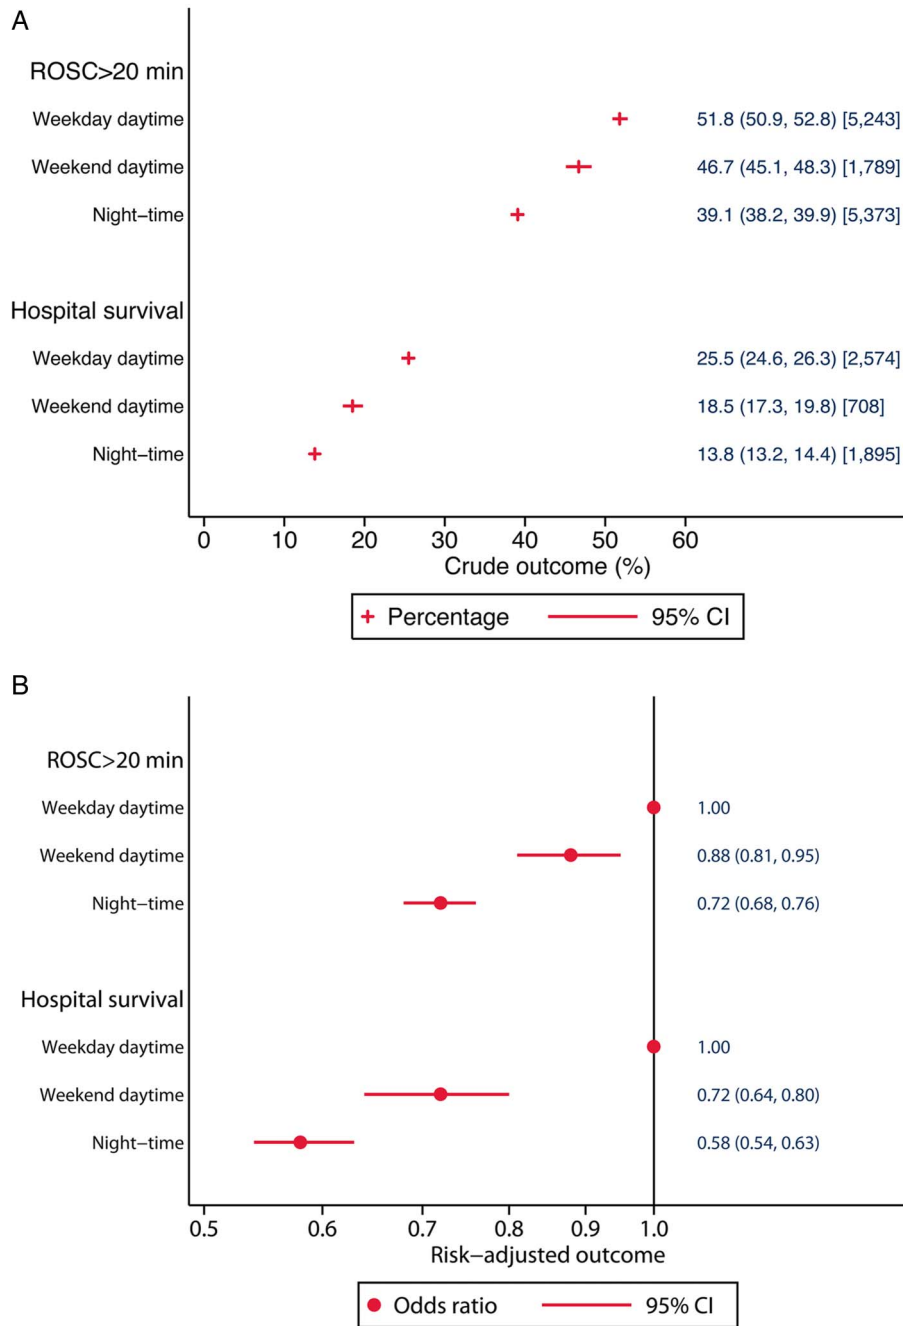 A
ROSC>20 min
Weekday daytime 51.8 (50.9, 52.8) [5,243]
Weekend daytime 46.7 (45.1, 48.3) [1,789]
Night−time 39.1 (38.2, 39.9) [5,373]
Hospital survival
Weekday daytime 25.5 (24.6, 26.3) [2,574]
Weekend daytime 18.5 (17.3, 19.8) [708]
Night−time 13.8 (13.2, 14.4) [1,895]
0 10 20 30 40 50 60
Crude outcome (%)
Percentage 95% CI
B
ROSC>20 min
Weekday daytime 1.00
Weekend daytime 0.88 (0.81, 0.95)
Night−time 0.72 (0.68, 0.76)
Hospital survival
Weekday daytime 1.00
Weekend daytime 0.72 (0.64, 0.80)
Night−time 0.58 (0.54, 0.63)
0.5 0.6 0.7 0.8 0.9 1.0
Risk−adjusted outcome
Odds ratio 95% CI